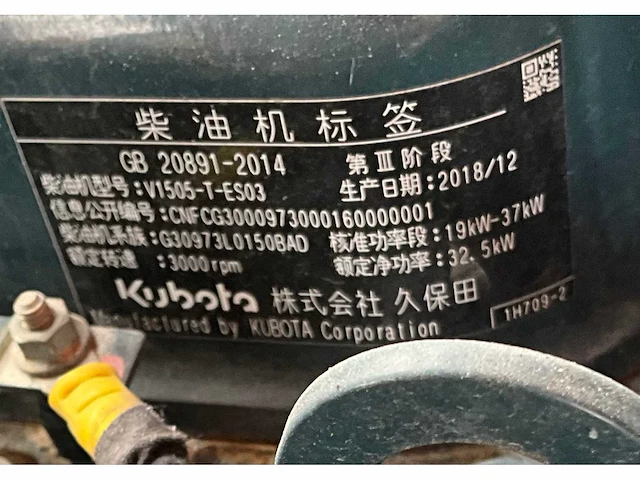 柴油机标签
GB 20891-2014 第Ⅲ阶段
柴油机型号:V1505-T-ES03 生产日期:2018/12
信息公开编号:CNFCG3000973000160000001
柴油机系族:G30973L0150BAD 核准功率段:19kW-37kW
额定转速 :3000rpm 额定净功率:32.5kW
Kubota 株式会社 久保田
Manufactured by KUBOTA Corporation
1H709-2